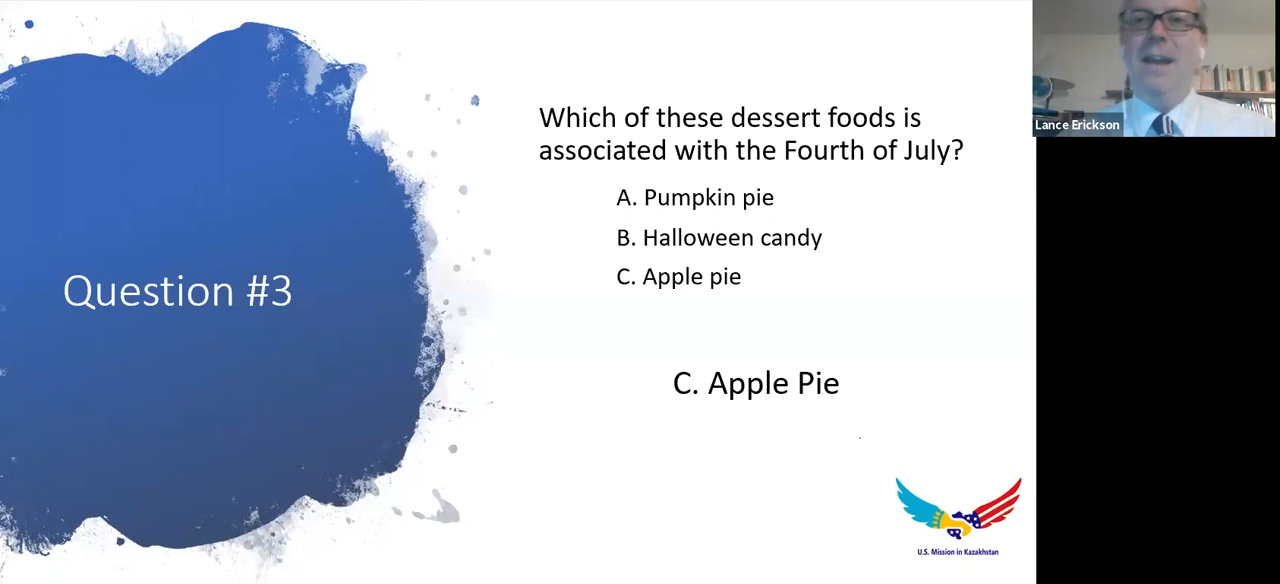 Question #3
Which of these dessert foods is
associated with the Fourth of July?
A. Pumpkin pie
B. Halloween candy
C. Apple pie
C. Apple Pie
U.S. Mission in Kazakhstan
Lance Erickson